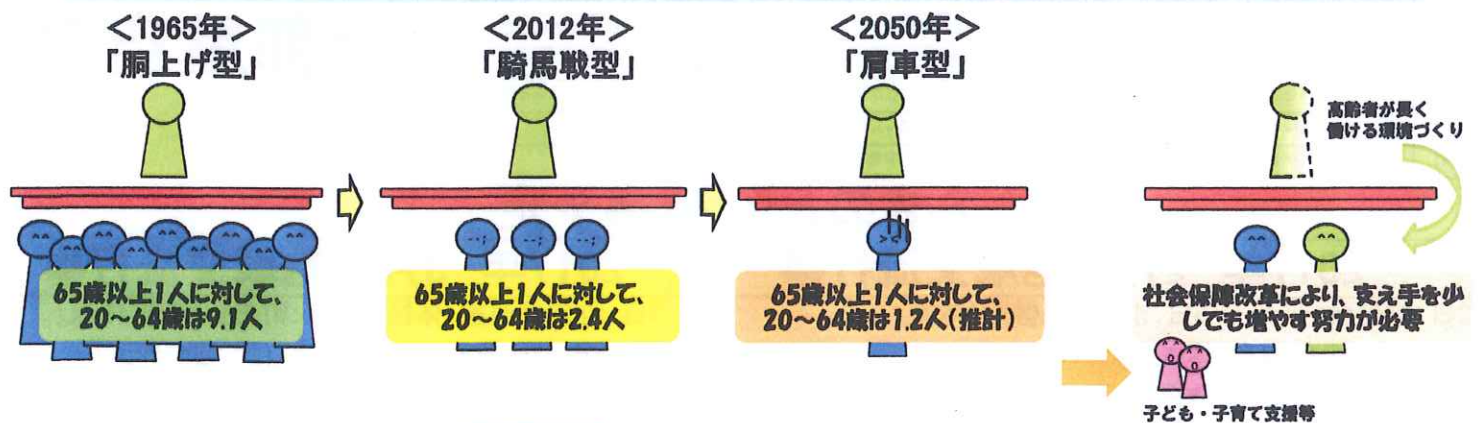 ＜1965年＞
「胴上げ型」
65歳以上1人に対して、
20～64歳は9.1人
＜2012年＞
「騎馬戦型」
65歳以上1人に対して、
20～64歳は2.4人
＜2050年＞
「肩車型」
65歳以上1人に対して、
20～64歳は1.2人（推計）
高齢者が長く
働ける環境づくり
社会保障改革により、支え手を少
しでも増やす努力が必要
子ども・子育て支援等